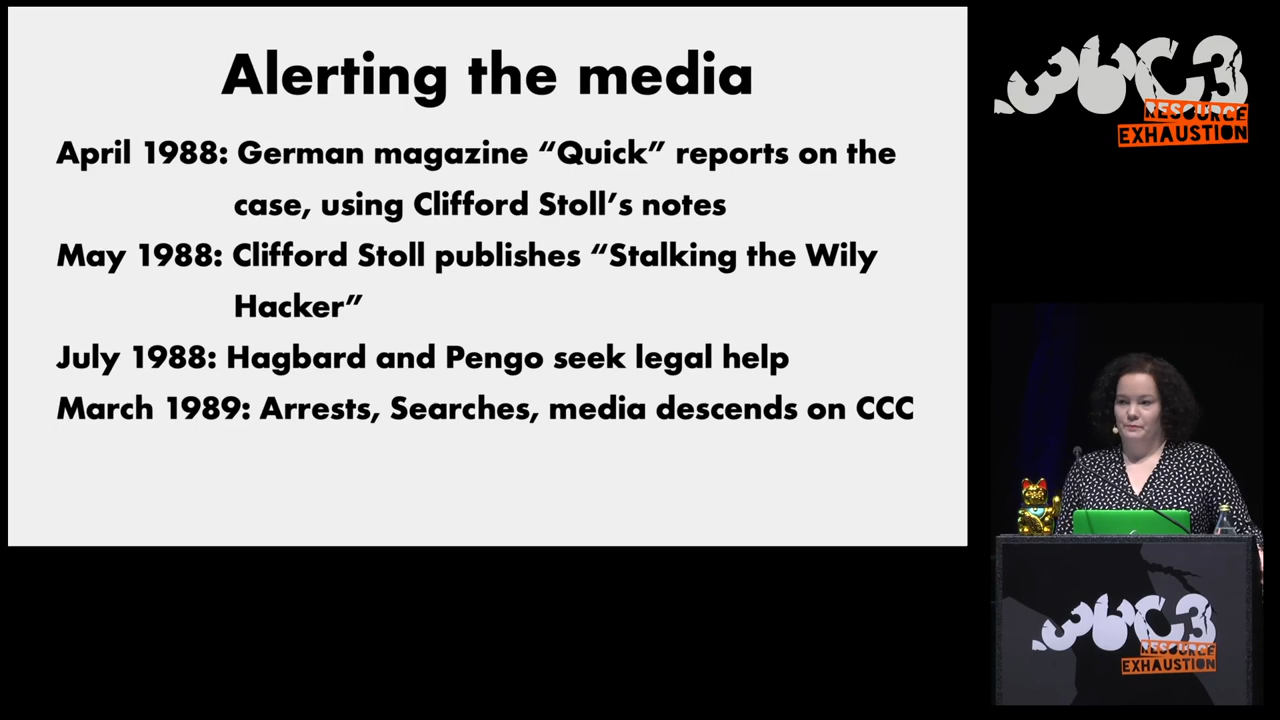 Alerting the media
April 1988: German magazine “Quick” reports on the
case, using Clifford Stoll’s notes
May 1988: Clifford Stoll publishes “Stalking the Wily
Hacker”
July 1988: Hagbard and Pengo seek legal help
March 1989: Arrests, Searches, media descends on CCC
36C3
RESOURCE
EXHAUSTION
36C3
RESOURCE
EXHAUSTION